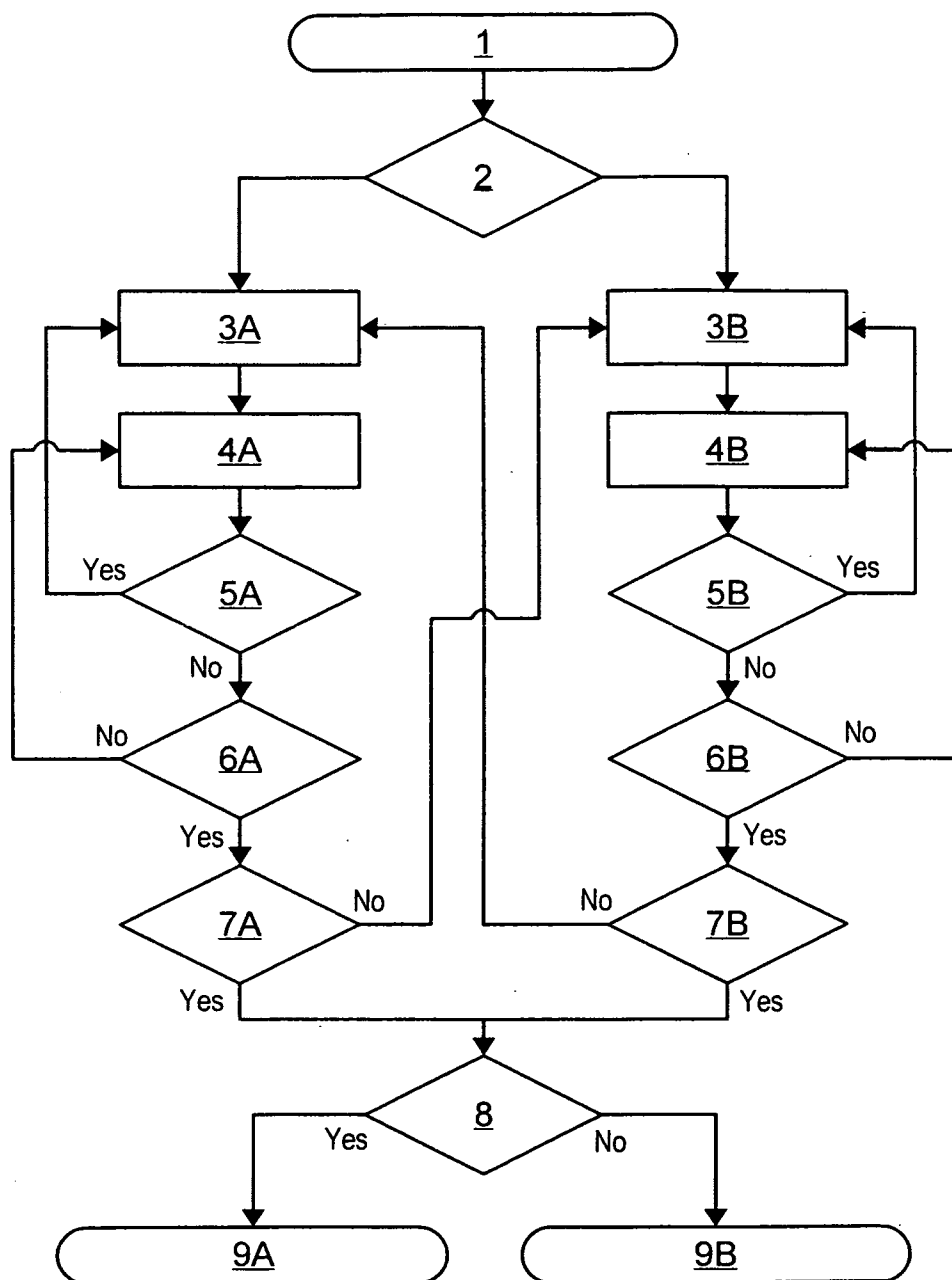 1
2
3A
3B
4A
4B
Yes
5A
5B
Yes
No
No
No
6A
6B
No
Yes
Yes
7A
No
No
7B
Yes
Yes
8
Yes
No
9A
9B